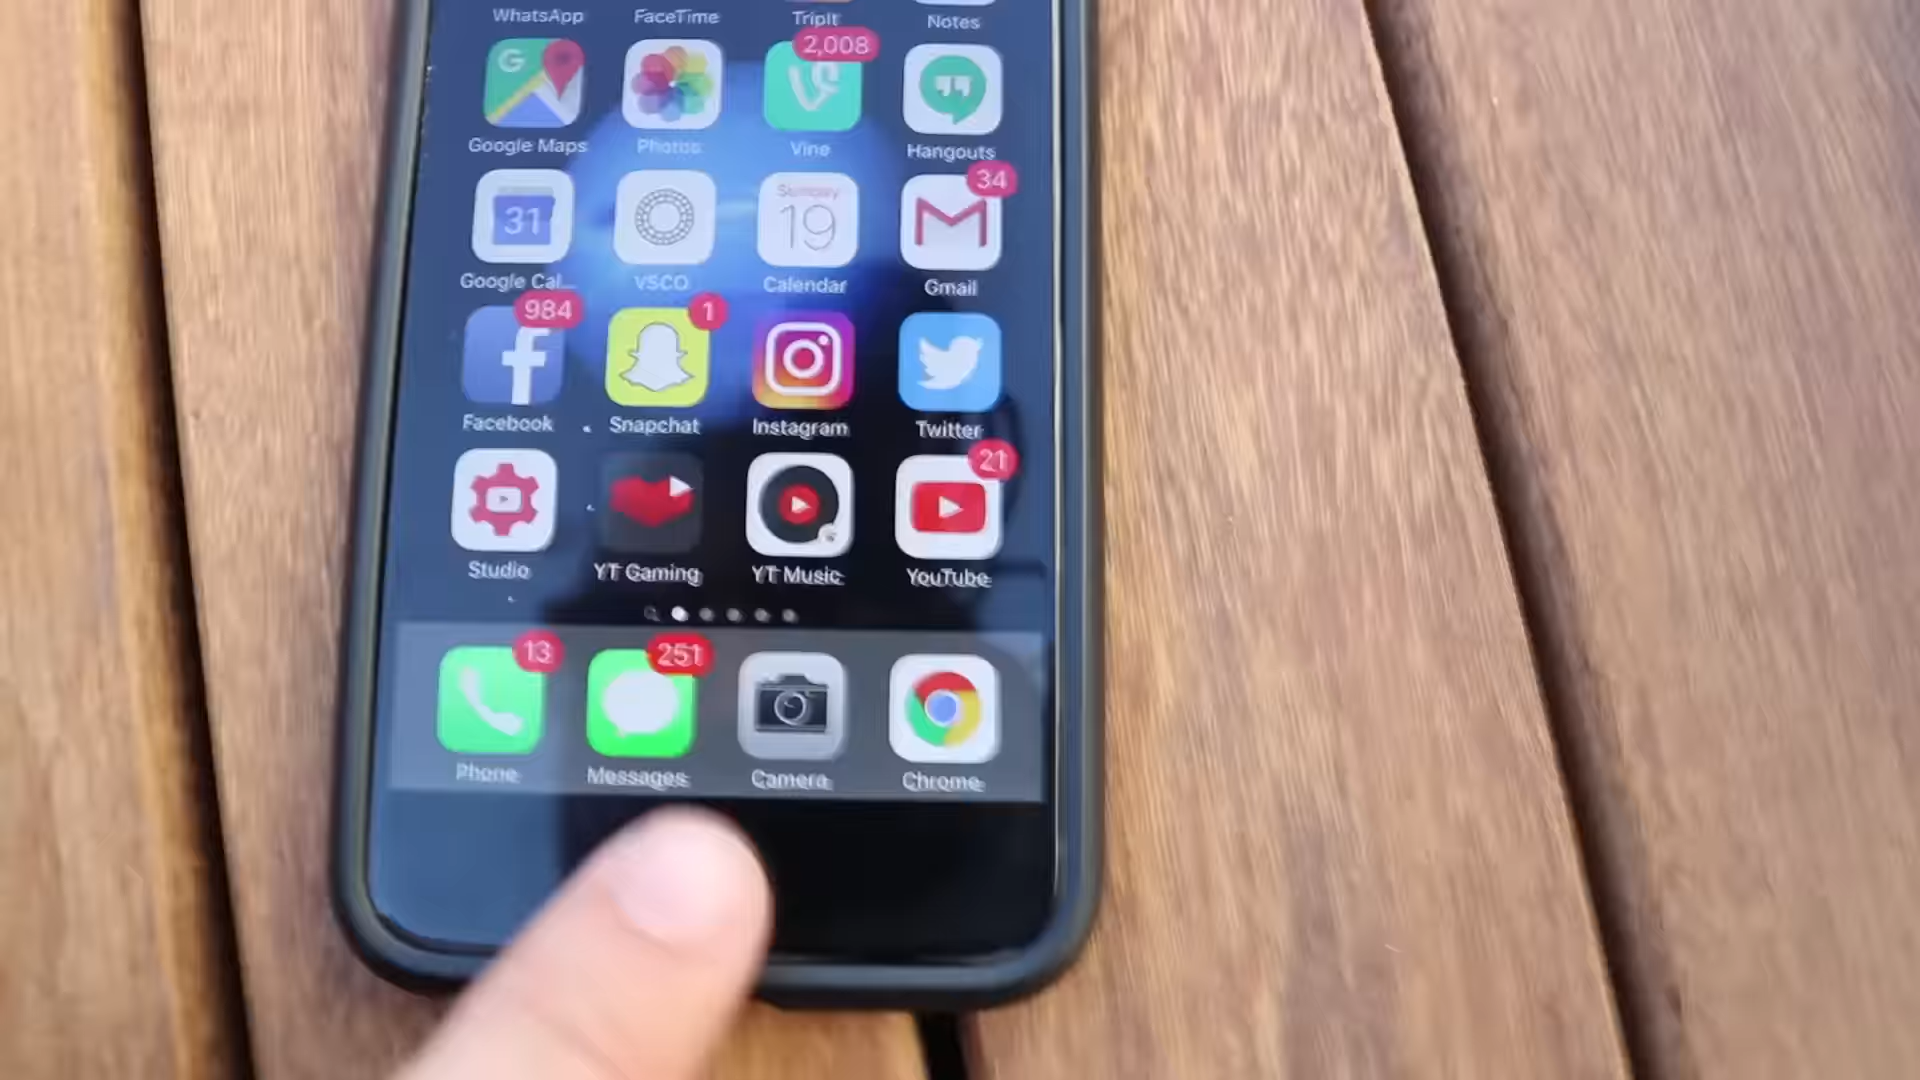 WhatsApp
FaceTime
TripIt
Notes
2,008
G
Google Maps
Photos
Vine
Hangouts
34
31
Sunday
19
Google Cal...
VSCO
Calendar
Gmail
984
1
Facebook
Snapchat
Instagram
Twitter
21
Studio
YT Gaming
YT Music
YouTube
13
251
Phone
Messages
Camera
Chrome